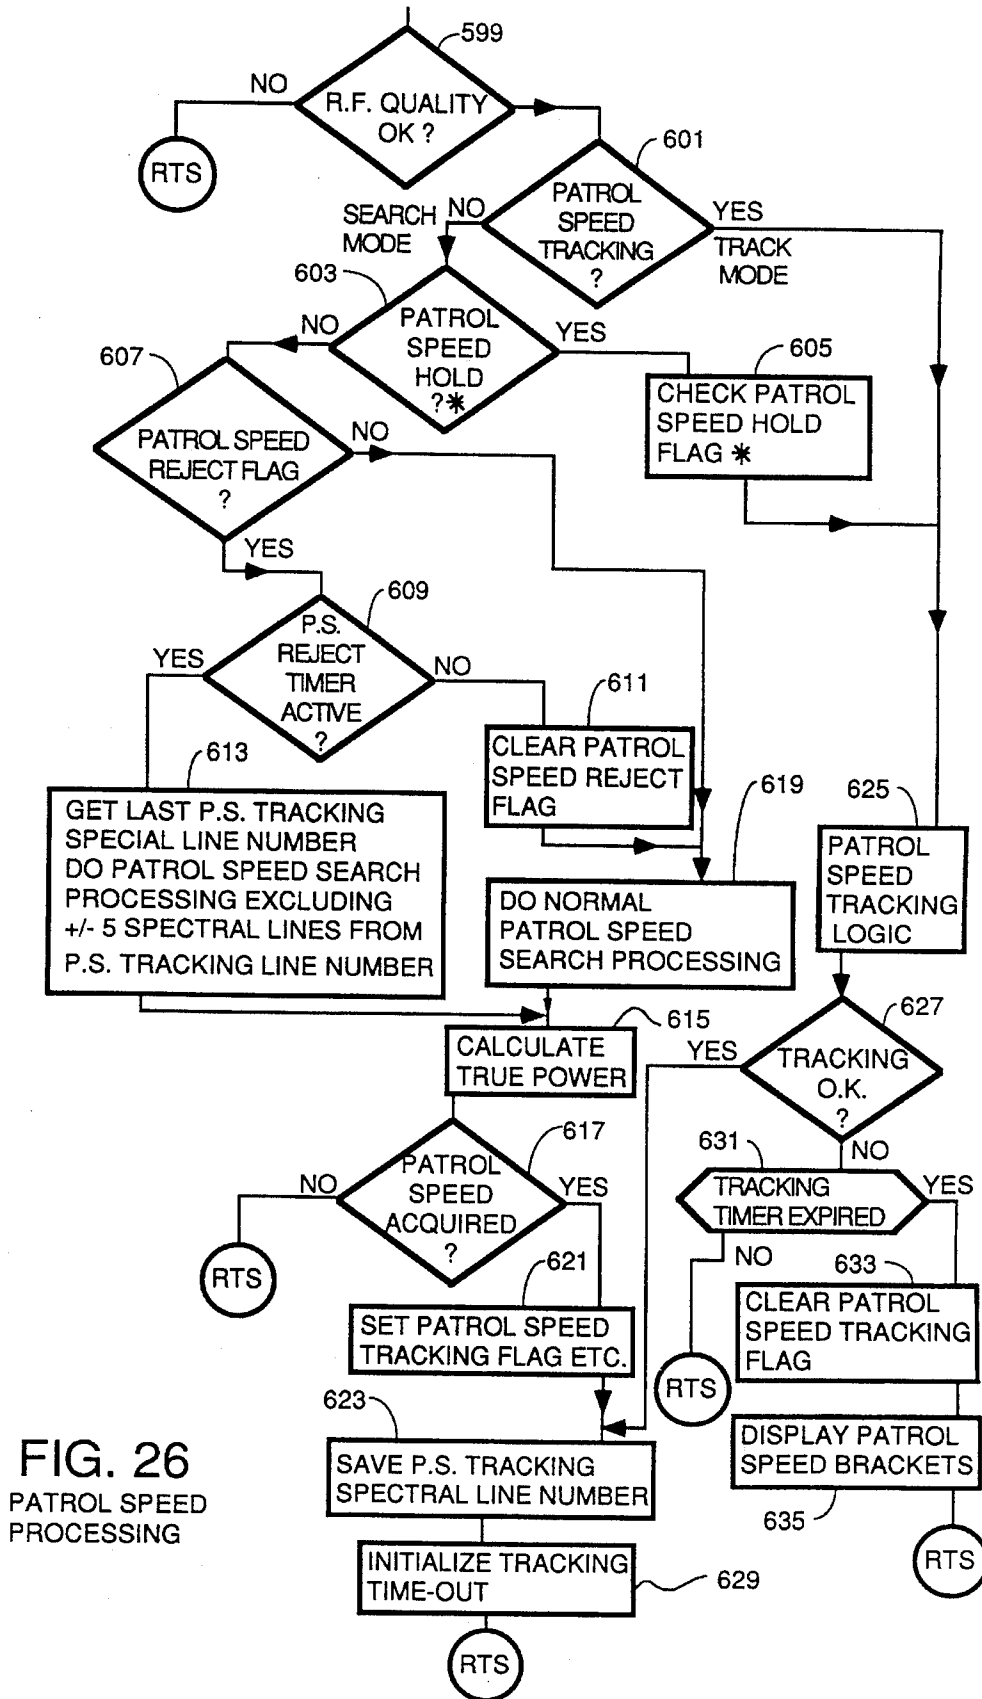 599
NO
R.F. QUALITY
OK ?
RTS
601
PATROL
SPEED
TRACKING
?
NO
SEARCH
MODE
YES
TRACK
MODE
603
PATROL
SPEED
HOLD
?*
NO
YES
605
CHECK PATROL
SPEED HOLD
FLAG *
607
PATROL SPEED
REJECT FLAG
?
NO
YES
609
P.S.
REJECT
TIMER
ACTIVE
?
YES
NO
611
CLEAR PATROL
SPEED REJECT
FLAG
613
GET LAST P.S. TRACKING
SPECIAL LINE NUMBER
DO PATROL SPEED SEARCH
PROCESSING EXCLUDING
+/- 5 SPECTRAL LINES FROM
P.S. TRACKING LINE NUMBER
619
DO NORMAL
PATROL SPEED
SEARCH PROCESSING
625
PATROL
SPEED
TRACKING
LOGIC
615
CALCULATE
TRUE POWER
627
YES
TRACKING
O.K.
?
NO
617
PATROL
SPEED
ACQUIRED
?
NO
YES
RTS
631
TRACKING
TIMER EXPIRED
YES
NO
RTS
621
SET PATROL SPEED
TRACKING FLAG ETC.
633
CLEAR PATROL
SPEED TRACKING
FLAG
623
SAVE P.S. TRACKING
SPECTRAL LINE NUMBER
DISPLAY PATROL
SPEED BRACKETS
635
RTS
INITIALIZE TRACKING
TIME-OUT
629
RTS
FIG. 26
PATROL SPEED
PROCESSING